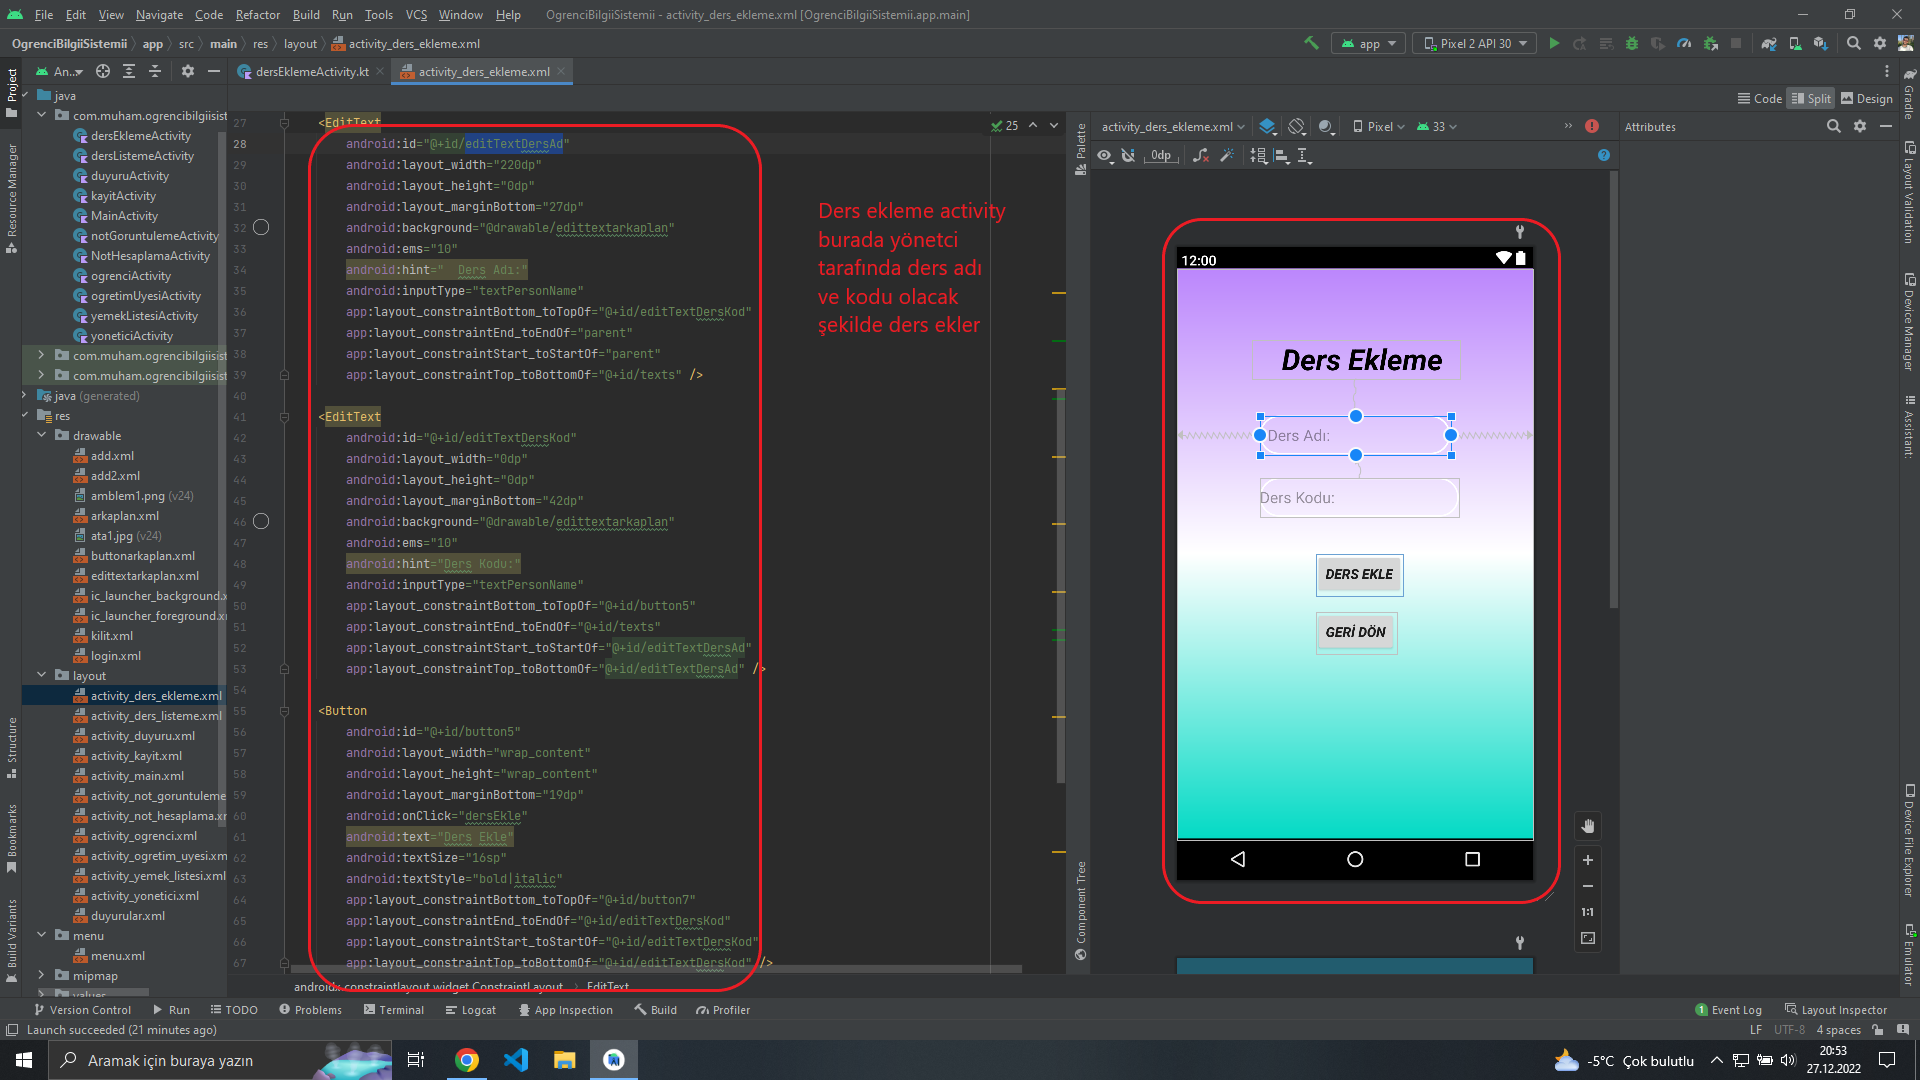 File Edit View Navigate Code Refactor Build Run Tools VCS Window Help OgrenciBilgiiSistemii - activity_ders_ekleme.xml [OgrenciBilgiiSistemii.app.main]
OgrenciBilgiiSistemii app src main res layout activity_ders_ekleme.xml
app Pixel 2 API 30
An... dersEklemeActivity.kt activity_ders_ekleme.xml
Code Split Design
Project
Resource Manager
Structure
Bookmarks
Build Variants
java
com.muham.ogrencibilgiisist
dersEklemeActivity
dersListemeActivity
duyuruActivity
kayitActivity
MainActivity
notGoruntulemeActivity
NotHesaplamaActivity
ogrenciActivity
ogretimUyesiActivity
yemekListesiActivity
yoneticiActivity
com.muham.ogrencibilgiisist
com.muham.ogrencibilgiisist
java (generated)
res
drawable
add.xml
add2.xml
amblem1.png (v24)
arkaplan.xml
ata1.jpg (v24)
buttonarkaplan.xml
edittextarkaplan.xml
ic_launcher_background.x
ic_launcher_foreground.x
kilit.xml
login.xml
layout
activity_ders_ekleme.xml
activity_ders_listeme.xml
activity_duyuru.xml
activity_kayit.xml
activity_main.xml
activity_not_goruntuleme
activity_not_hesaplama.xr
activity_ogrenci.xml
activity_ogretim_uyesi.xm
activity_yemek_listesi.xml
activity_yonetici.xml
duyurular.xml
menu
menu.xml
mipmap
values
27 <EditText
28 android:id="@+id/editTextDersAd"
29 android:layout_width="220dp"
30 android:layout_height="0dp"
31 android:layout_marginBottom="27dp"
32 android:background="@drawable/edittextarkaplan"
33 android:ems="10"
34 android:hint="  Ders Adı:"
35 android:inputType="textPersonName"
36 app:layout_constraintBottom_toTopOf="@+id/editTextDersKod"
37 app:layout_constraintEnd_toEndOf="parent"
38 app:layout_constraintStart_toStartOf="parent"
39 app:layout_constraintTop_toBottomOf="@+id/texts" />
40
41 <EditText
42 android:id="@+id/editTextDersKod"
43 android:layout_width="0dp"
44 android:layout_height="0dp"
45 android:layout_marginBottom="42dp"
46 android:background="@drawable/edittextarkaplan"
47 android:ems="10"
48 android:hint="Ders Kodu:"
49 android:inputType="textPersonName"
50 app:layout_constraintBottom_toTopOf="@+id/button5"
51 app:layout_constraintEnd_toEndOf="@+id/texts"
52 app:layout_constraintStart_toStartOf="@+id/editTextDersAd"
53 app:layout_constraintTop_toBottomOf="@+id/editTextDersAd" />
54
55 <Button
56 android:id="@+id/button5"
57 android:layout_width="wrap_content"
58 android:layout_height="wrap_content"
59 android:layout_marginBottom="19dp"
60 android:onClick="dersEkle"
61 android:text="Ders Ekle"
62 android:textSize="16sp"
63 android:textStyle="bold|italic"
64 app:layout_constraintBottom_toTopOf="@+id/button7"
65 app:layout_constraintEnd_toEndOf="@+id/editTextDersKod"
66 app:layout_constraintStart_toStartOf="@+id/editTextDersKod"
67 app:layout_constraintTop_toBottomOf="@+id/editTextDersKod" />
androidx.constraintlayout.widget.ConstraintLayout EditText
25
Ders ekleme activity
burada yönetci
tarafında ders adı
ve kodu olacak
şekilde ders ekler
Palette
Component Tree
activity_ders_ekleme.xml Pixel 33
0dp
12:00
Ders Ekleme
Ders Adı:
Ders Kodu:
DERS EKLE
GERİ DÖN
1:1
Attributes
Gradle
Layout Validation
Device Manager
Assistant:
Device File Explorer
Emulator
Version Control Run TODO Problems Terminal Logcat App Inspection Build Profiler 1 Event Log Layout Inspector
Launch succeeded (21 minutes ago) LF UTF-8 4 spaces
Aramak için buraya yazın
-5°C Çok bulutlu
20:53
27.12.2022